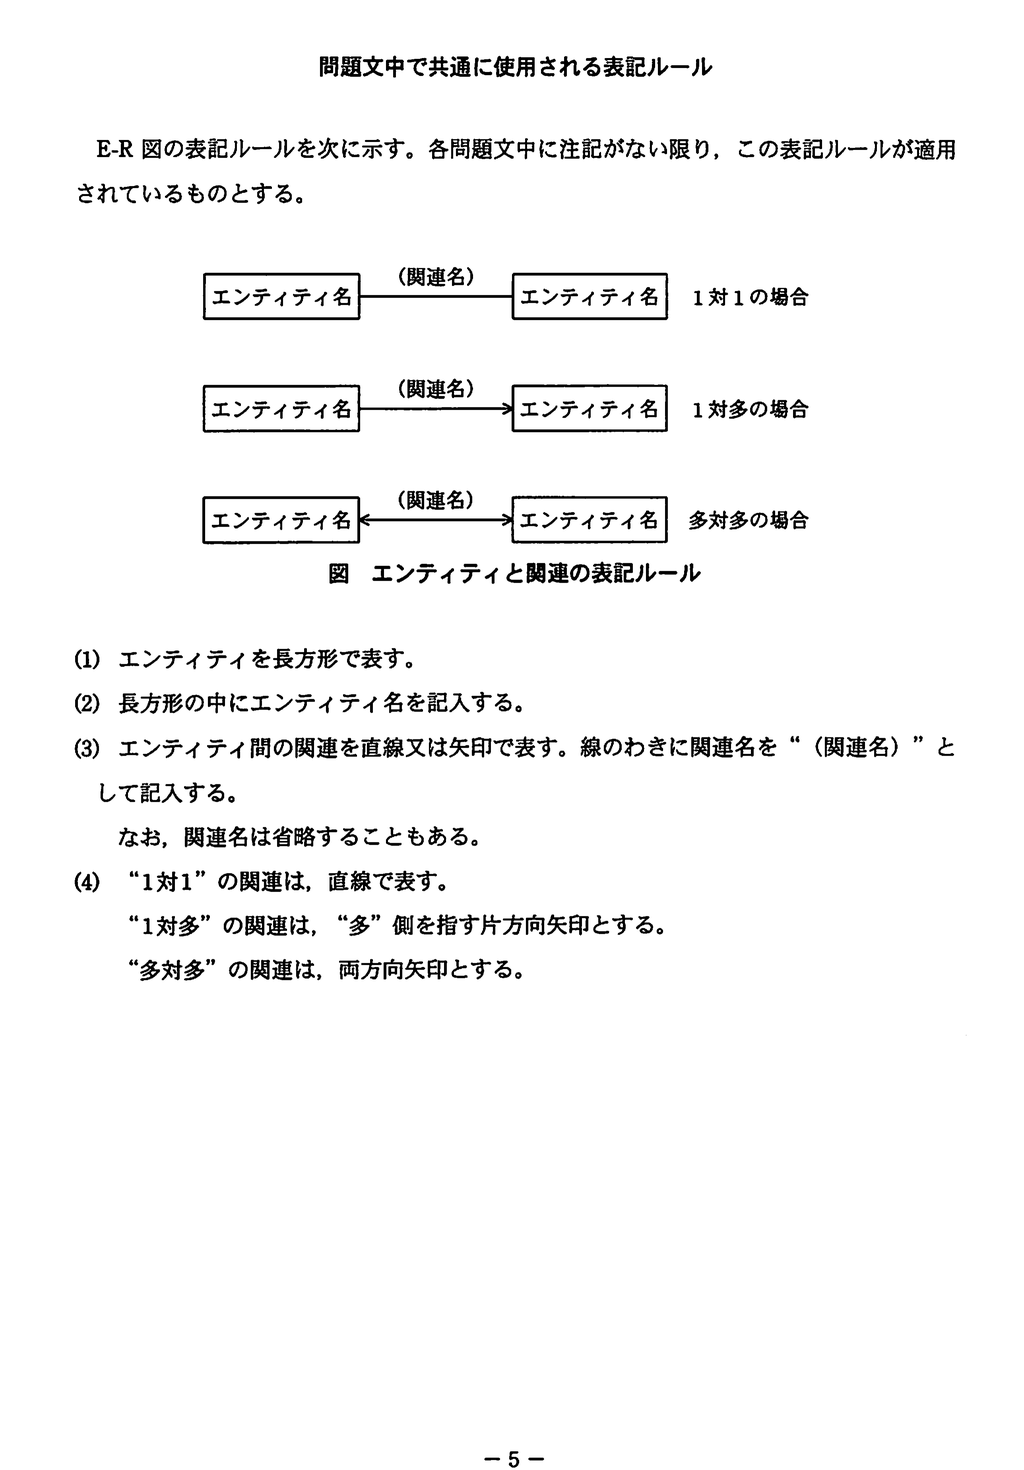 問題文中で共通に使用される表記ルール
E-R 図の表記ルールを次に示す。各問題文中に注記がない限り，この表記ルールが適用
されているものとする。
エンティティ名 （関連名） エンティティ名 1対1の場合
エンティティ名 （関連名） エンティティ名 1対多の場合
エンティティ名 （関連名） エンティティ名 多対多の場合
図 エンティティと関連の表記ルール
(1) エンティティを長方形で表す。
(2) 長方形の中にエンティティ名を記入する。
(3) エンティティ間の関連を直線又は矢印で表す。線のわきに関連名を“（関連名）”と
して記入する。
なお，関連名は省略することもある。
(4) “1対1”の関連は，直線で表す。
“1対多”の関連は，“多”側を指す片方向矢印とする。
“多対多”の関連は，両方向矢印とする。
－ 5 －